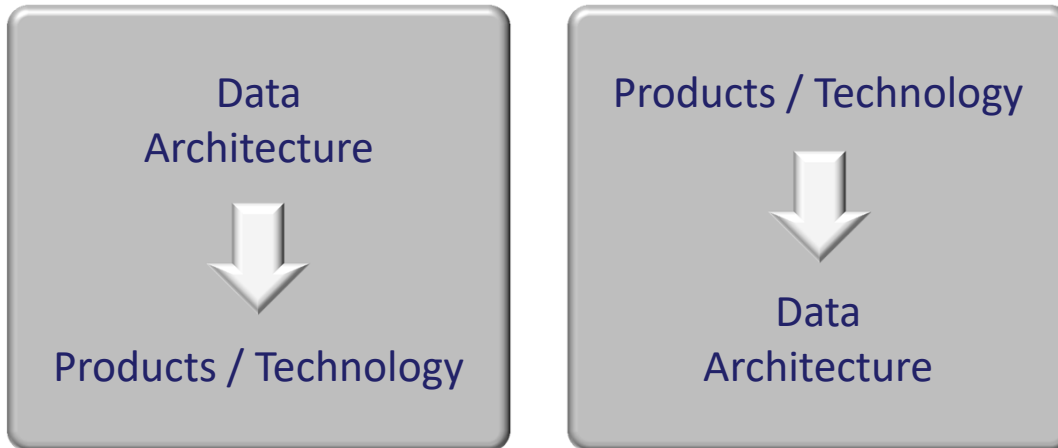 Data
Architecture
Products / Technology
Products / Technology
Data
Architecture